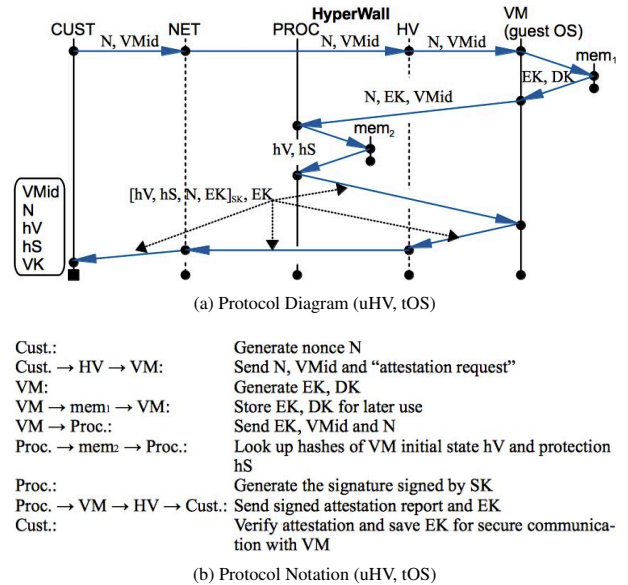 HyperWall
CUST NET PROC HV VM
(guest OS)
N, VMid N, VMid N, VMid
mem1
EK, DK
N, EK, VMid
mem2
hV, hS
[hV, hS, N, EK]SK, EK
VMid
N
hV
hS
VK
(a) Protocol Diagram (uHV, tOS)
Cust.: Generate nonce N
Cust. → HV → VM: Send N, VMid and “attestation request”
VM: Generate EK, DK
VM → mem1 → VM: Store EK, DK for later use
VM → Proc.: Send EK, VMid and N
Proc. → mem2 → Proc.: Look up hashes of VM initial state hV and protection
hS
Proc.: Generate the signature signed by SK
Proc. → VM → HV → Cust.: Send signed attestation report and EK
Cust.: Verify attestation and save EK for secure communica-
tion with VM
(b) Protocol Notation (uHV, tOS)